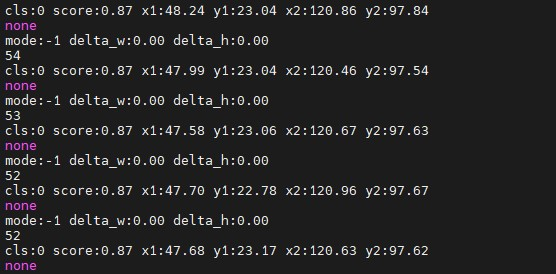 cls:0 score:0.87 x1:48.24 y1:23.04 x2:120.86 y2:97.84
none
mode:-1 delta_w:0.00 delta_h:0.00
54
cls:0 score:0.87 x1:47.99 y1:23.04 x2:120.46 y2:97.54
none
mode:-1 delta_w:0.00 delta_h:0.00
53
cls:0 score:0.87 x1:47.58 y1:23.06 x2:120.67 y2:97.63
none
mode:-1 delta_w:0.00 delta_h:0.00
52
cls:0 score:0.87 x1:47.70 y1:22.78 x2:120.96 y2:97.67
none
mode:-1 delta_w:0.00 delta_h:0.00
52
cls:0 score:0.87 x1:47.68 y1:23.17 x2:120.63 y2:97.62
none